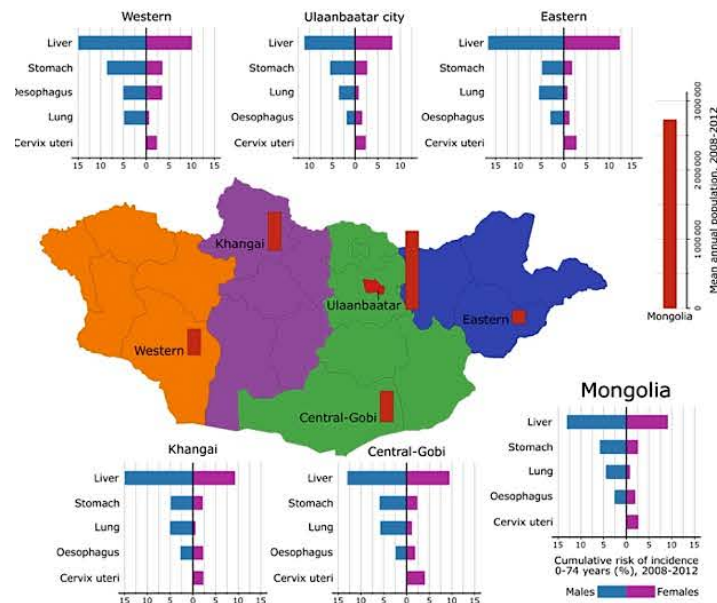 Western
Liver
Stomach
Oesophagus
Lung
Cervix uteri
15 10 5 0 5 10 15
Ulaanbaatar city
Liver
Stomach
Lung
Oesophagus
Cervix uteri
10 5 0 5 10
Eastern
Liver
Stomach
Lung
Oesophagus
Cervix uteri
15 10 5 0 5 10 15
Mean annual population, 2008-2012
3 000 000
2 000 000
1 000 000
0
Mongolia
Khangai
Ulaanbaatar
Eastern
Western
Central-Gobi
Khangai
Liver
Stomach
Lung
Oesophagus
Cervix uteri
15 10 5 0 5 10 15
Central-Gobi
Liver
Stomach
Lung
Oesophagus
Cervix uteri
15 10 5 0 5 10 15
Mongolia
Liver
Stomach
Lung
Oesophagus
Cervix uteri
15 10 5 0 5 10 15
Cumulative risk of incidence
0-74 years (%), 2008-2012
Males Females